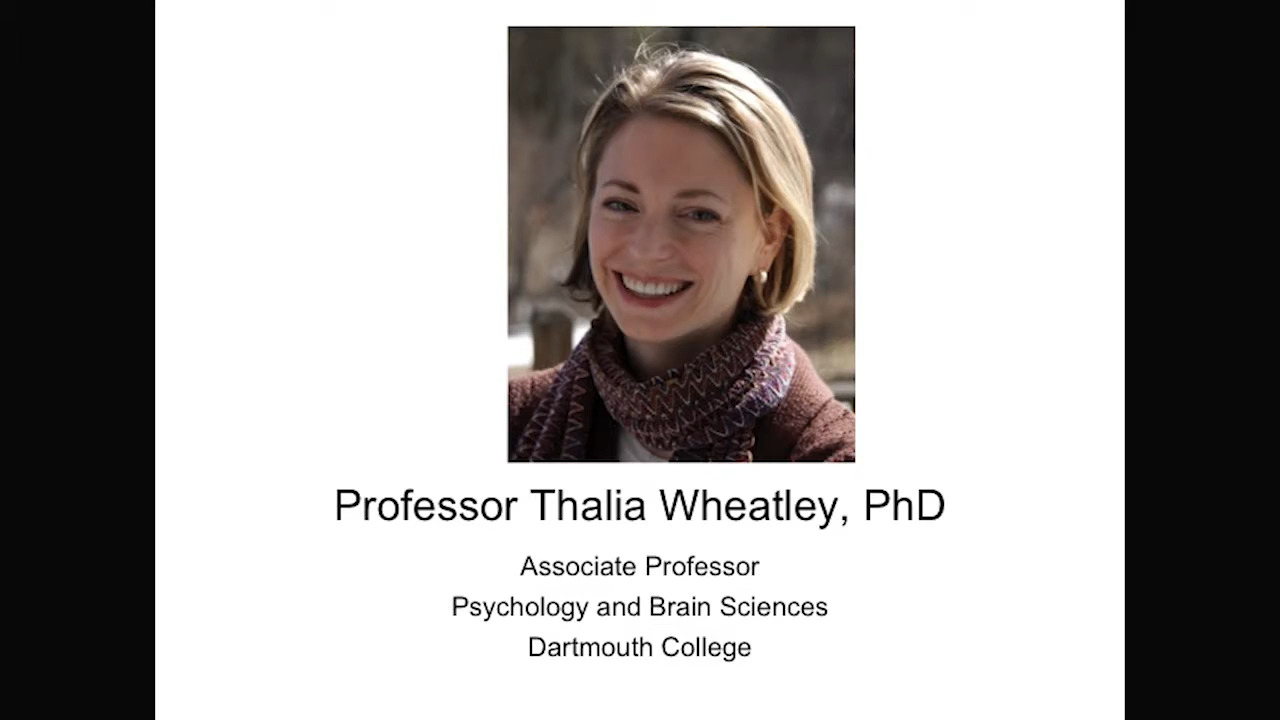 Professor Thalia Wheatley, PhD
Associate Professor
Psychology and Brain Sciences
Dartmouth College